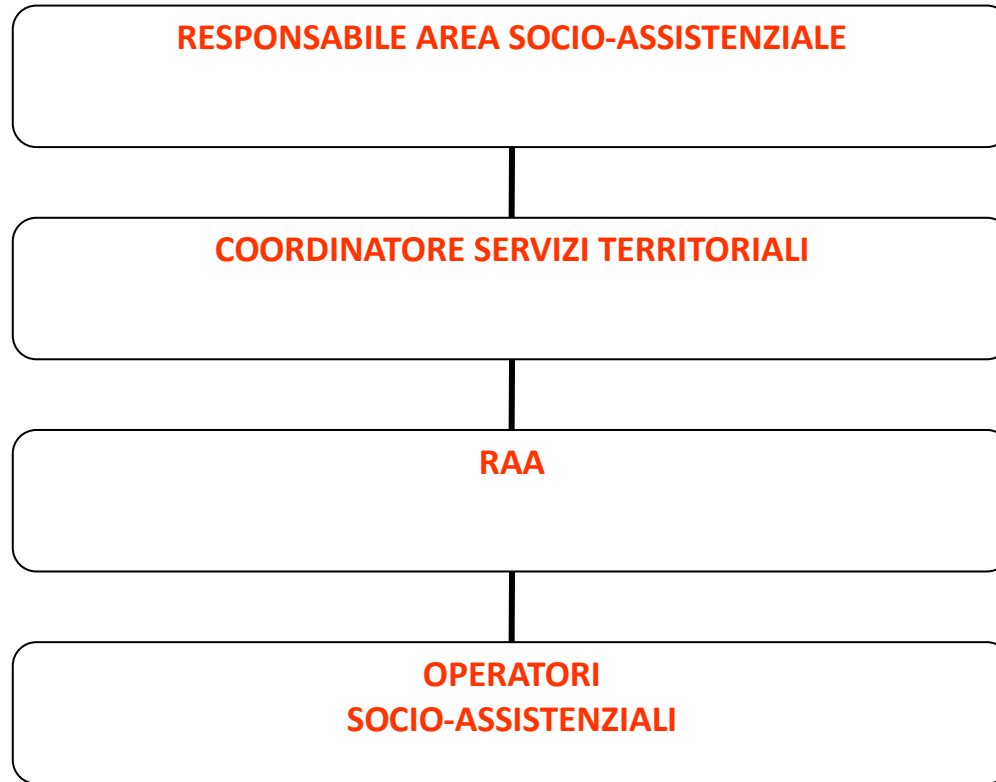 RESPONSABILE AREA SOCIO-ASSISTENZIALE
COORDINATORE SERVIZI TERRITORIALI
RAA
OPERATORI
SOCIO-ASSISTENZIALI